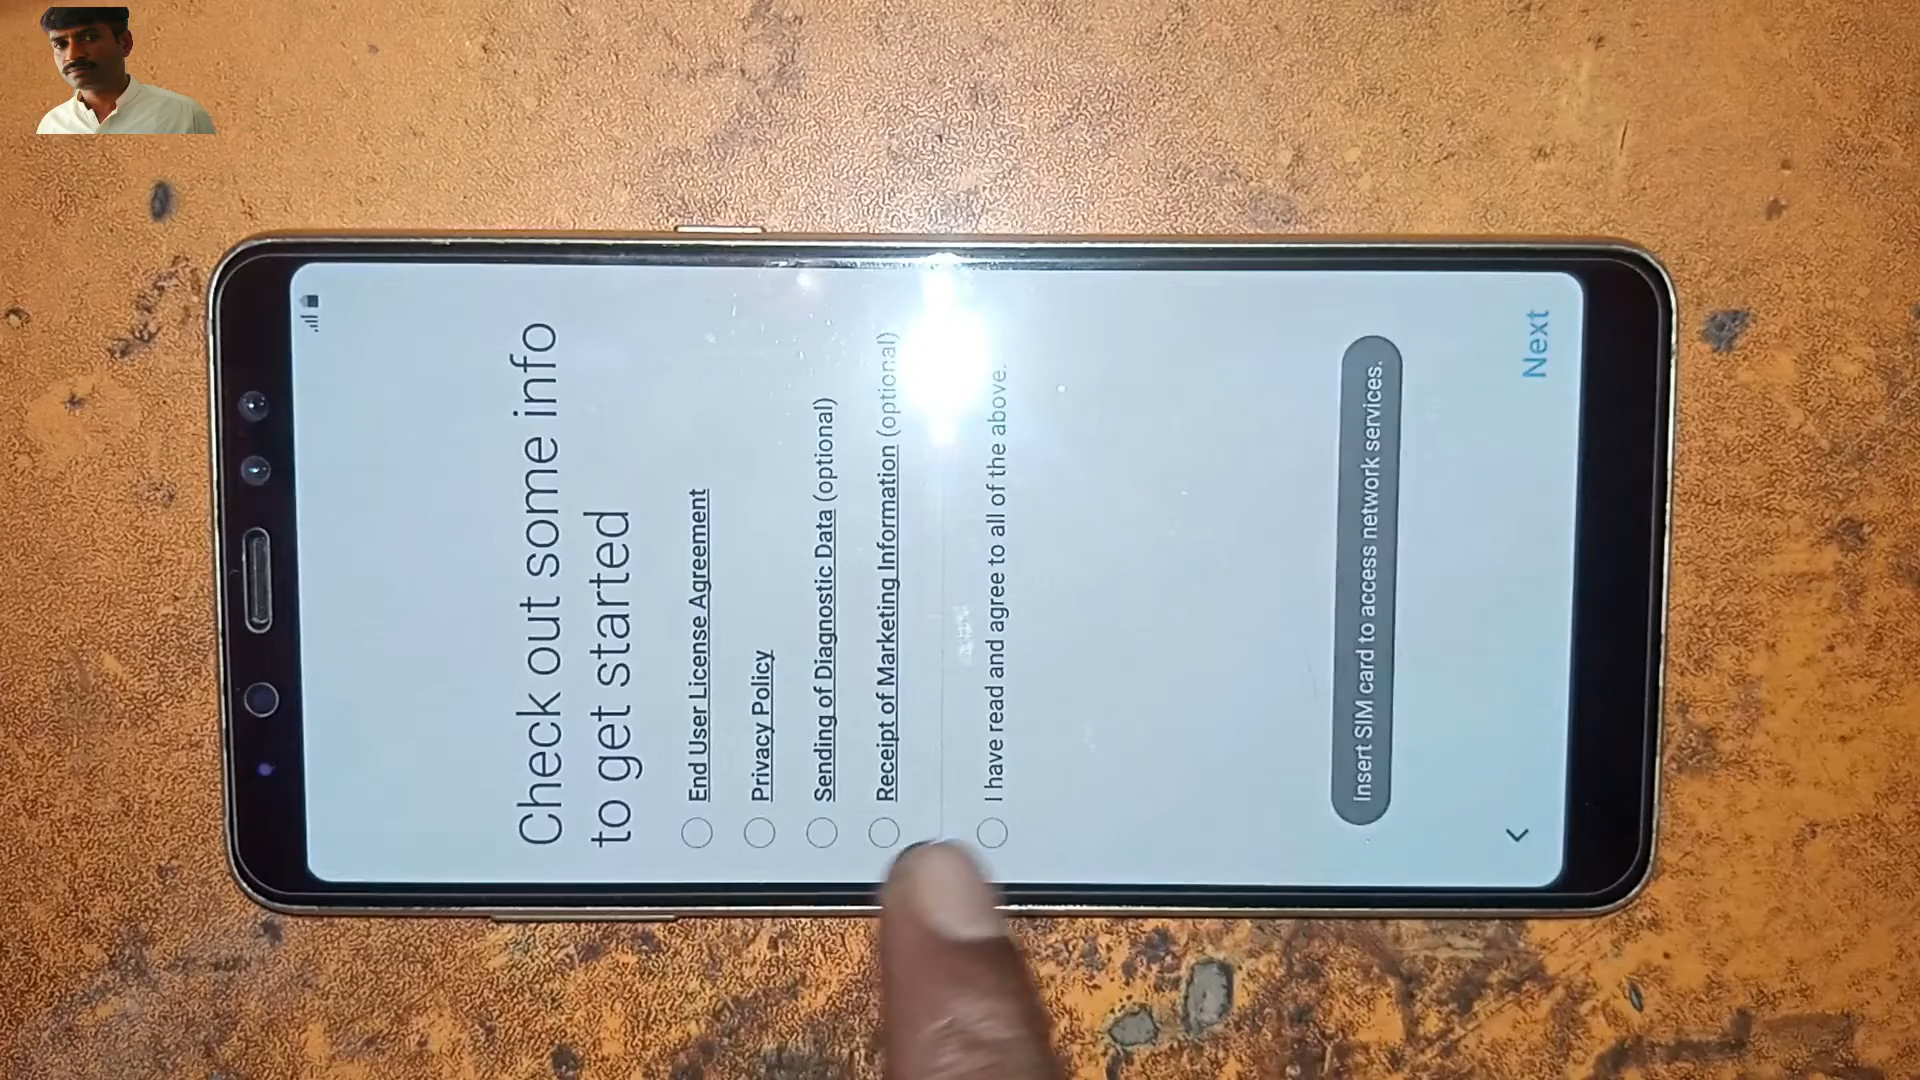 Check out some info
to get started
End User License Agreement
Privacy Policy
Sending of Diagnostic Data (optional)
Receipt of Marketing Information (optional)
I have read and agree to all of the above.
Insert SIM card to access network services.
Next